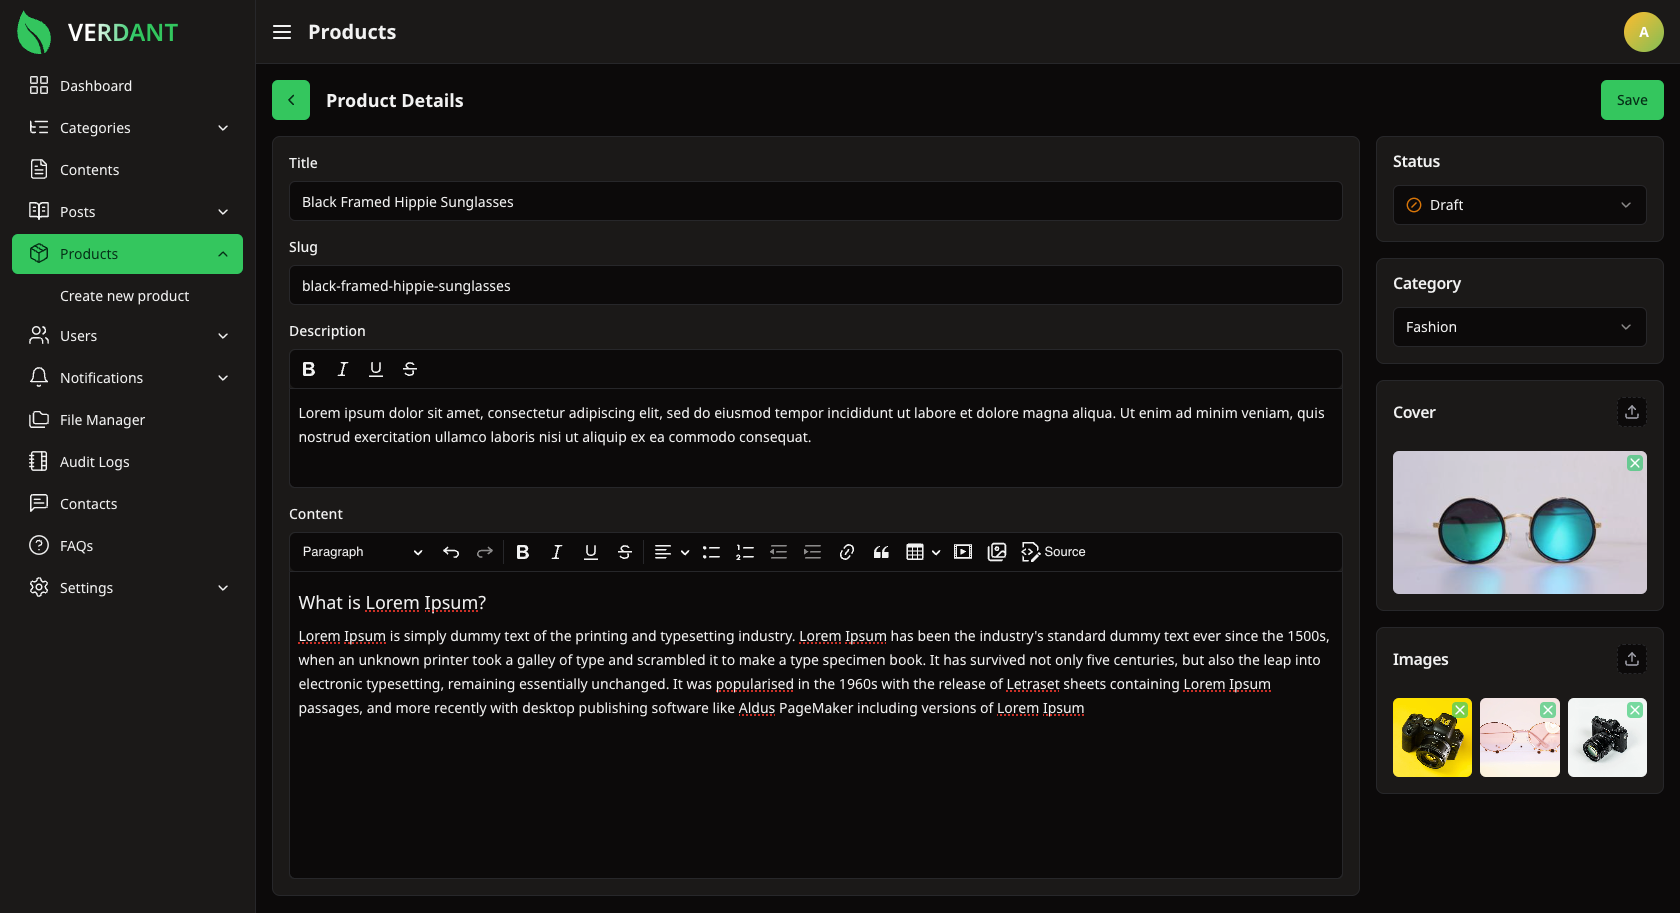 VERDANT
Products
A
Dashboard
Categories
Contents
Posts
Products
Create new product
Users
Notifications
File Manager
Audit Logs
Contacts
FAQs
Settings
Product Details
Save
Title
Black Framed Hippie Sunglasses
Slug
black-framed-hippie-sunglasses
Description
B I U S
Lorem ipsum dolor sit amet, consectetur adipiscing elit, sed do eiusmod tempor incididunt ut labore et dolore magna aliqua. Ut enim ad minim veniam, quis
nostrud exercitation ullamco laboris nisi ut aliquip ex ea commodo consequat.
Content
Paragraph B I U S Source
What is Lorem Ipsum?
Lorem Ipsum is simply dummy text of the printing and typesetting industry. Lorem Ipsum has been the industry's standard dummy text ever since the 1500s,
when an unknown printer took a galley of type and scrambled it to make a type specimen book. It has survived not only five centuries, but also the leap into
electronic typesetting, remaining essentially unchanged. It was popularised in the 1960s with the release of Letraset sheets containing Lorem Ipsum
passages, and more recently with desktop publishing software like Aldus PageMaker including versions of Lorem Ipsum
Status
Draft
Category
Fashion
Cover
Images